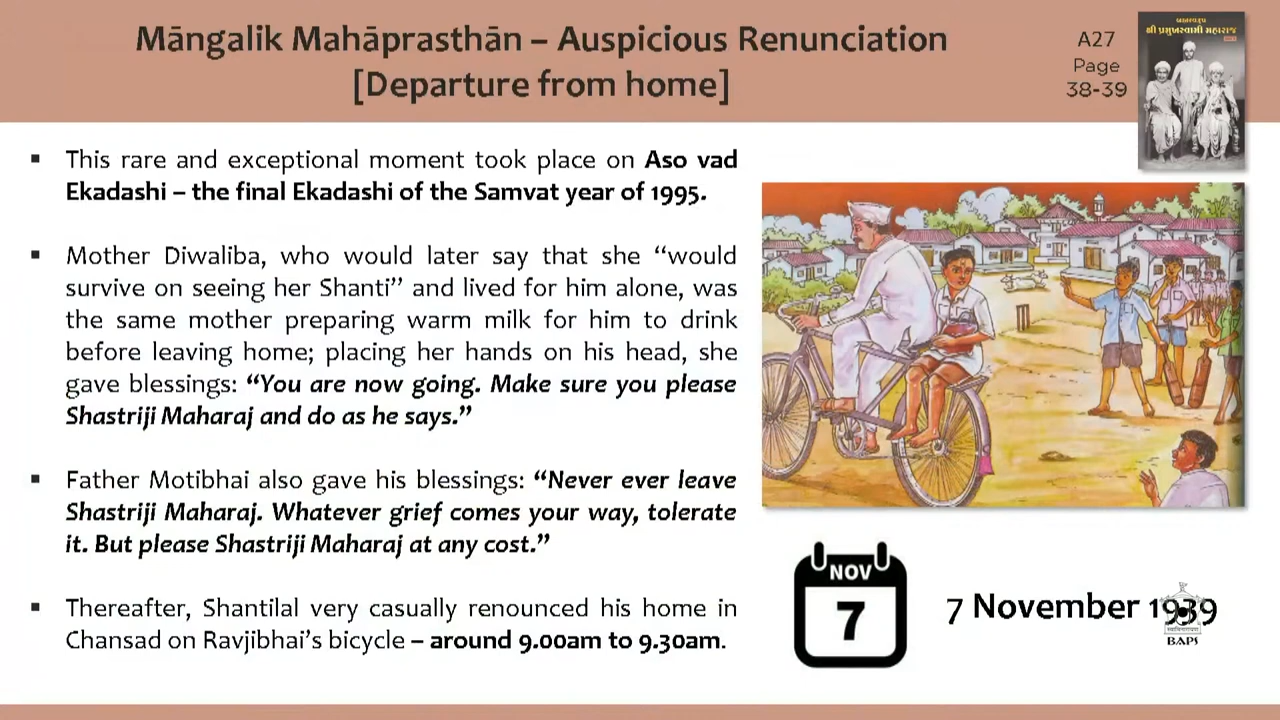 Māngalik Mahāprasthān – Auspicious Renunciation
[Departure from home]
A27
Page
38-39
શ્રી પ્રમુખસ્વામી મહારાજ
▪ This rare and exceptional moment took place on Aso vad
Ekadashi – the final Ekadashi of the Samvat year of 1995.
▪ Mother Diwaliba, who would later say that she “would
survive on seeing her Shanti” and lived for him alone, was
the same mother preparing warm milk for him to drink
before leaving home; placing her hands on his head, she
gave blessings: “You are now going. Make sure you please
Shastriji Maharaj and do as he says.”
▪ Father Motibhai also gave his blessings: “Never ever leave
Shastriji Maharaj. Whatever grief comes your way, tolerate
it. But please Shastriji Maharaj at any cost.”
▪ Thereafter, Shantilal very casually renounced his home in
Chansad on Ravjibhai’s bicycle – around 9.00am to 9.30am.
NOV
7
7 November 1939
BAPS